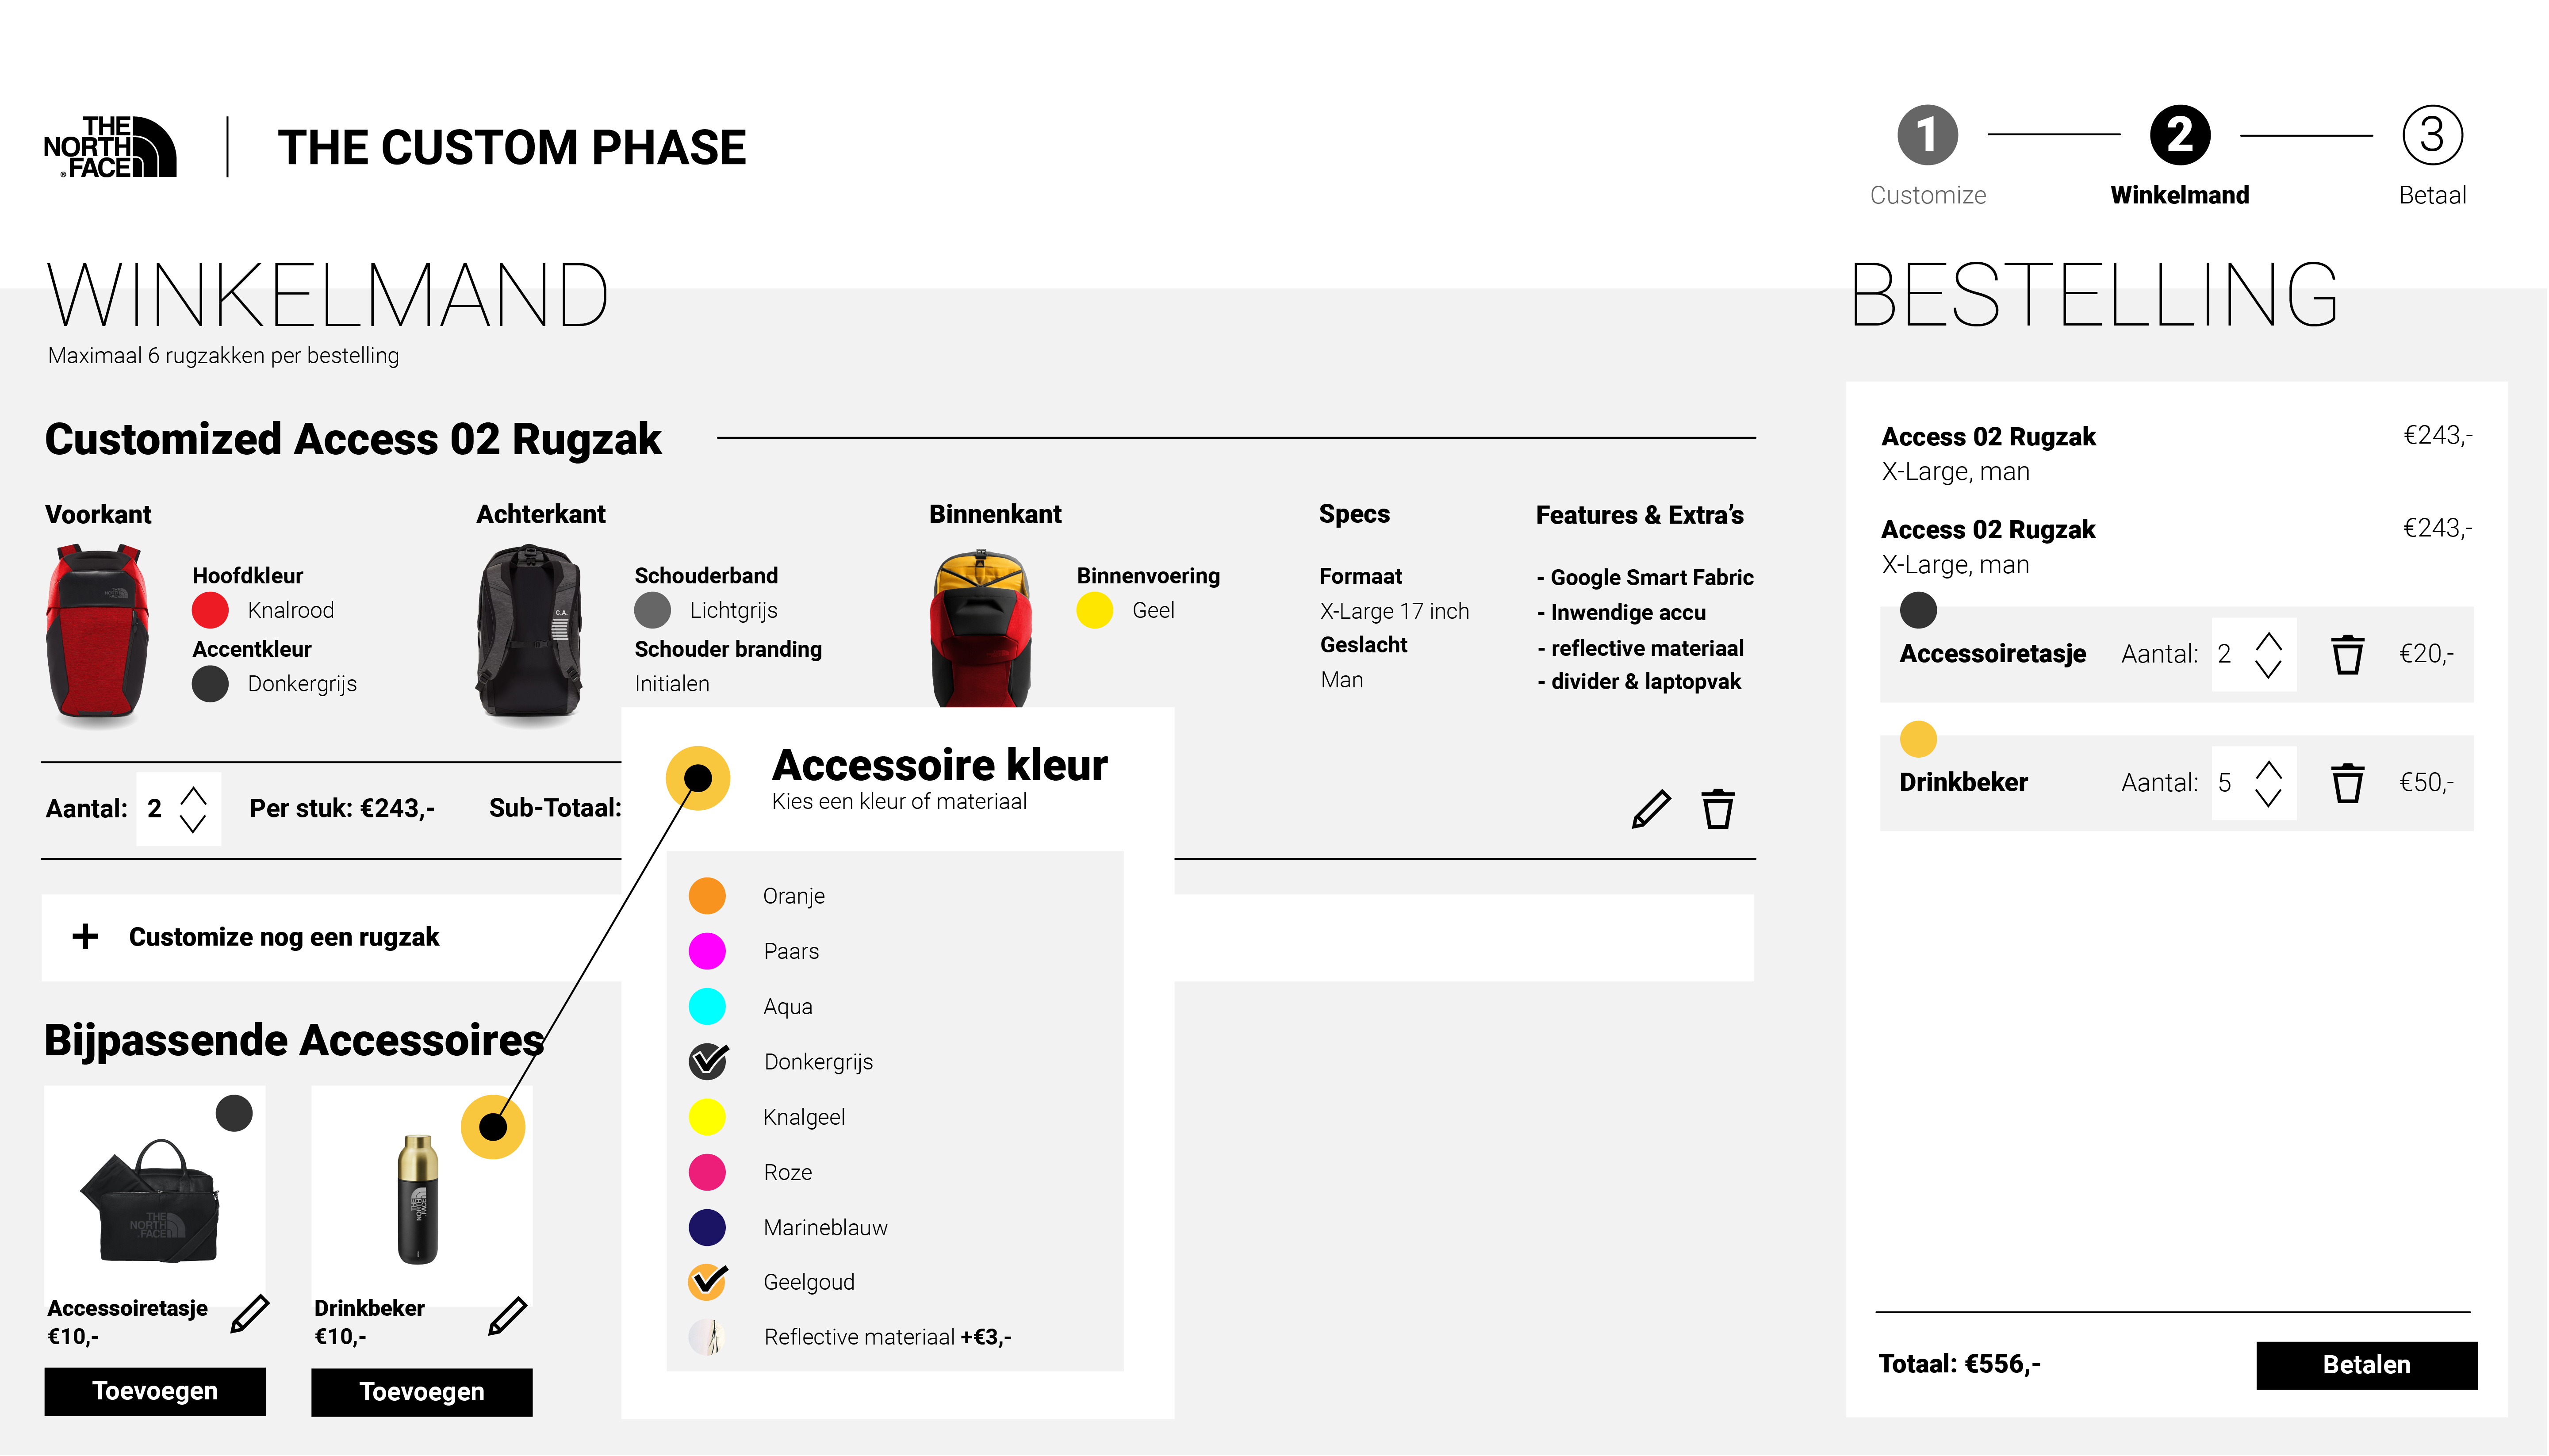 THE
NORTH
FACE
THE CUSTOM PHASE
1
2
3
Customize
Winkelmand
Betaal
WINKELMAND
Maximaal 6 rugzakken per bestelling
Customized Access 02 Rugzak
Voorkant
Hoofdkleur
Knalrood
Accentkleur
Donkergrijs
Achterkant
C.A.
Schouderband
Lichtgrijs
Schouder branding
Initialen
Binnenkant
Binnenvoering
Geel
Specs
Formaat
X-Large 17 inch
Geslacht
Man
Features & Extra's
- Google Smart Fabric
- Inwendige accu
- reflective materiaal
- divider & laptopvak
Aantal: 2
Per stuk: €243,-
Sub-Totaal:
+ Customize nog een rugzak
Bijpassende Accessoires
THE
NORTH
FACE
Accessoiretasje
€10,-
Toevoegen
THE
NORTH
FACE
Drinkbeker
€10,-
Toevoegen
Accessoire kleur
Kies een kleur of materiaal
Oranje
Paars
Aqua
Donkergrijs
Knalgeel
Roze
Marineblauw
Geelgoud
Reflective materiaal +€3,-
BESTELLING
Access 02 Rugzak €243,-
X-Large, man
Access 02 Rugzak €243,-
X-Large, man
Accessoiretasje Aantal: 2 €20,-
Drinkbeker Aantal: 5 €50,-
Totaal: €556,-
Betalen